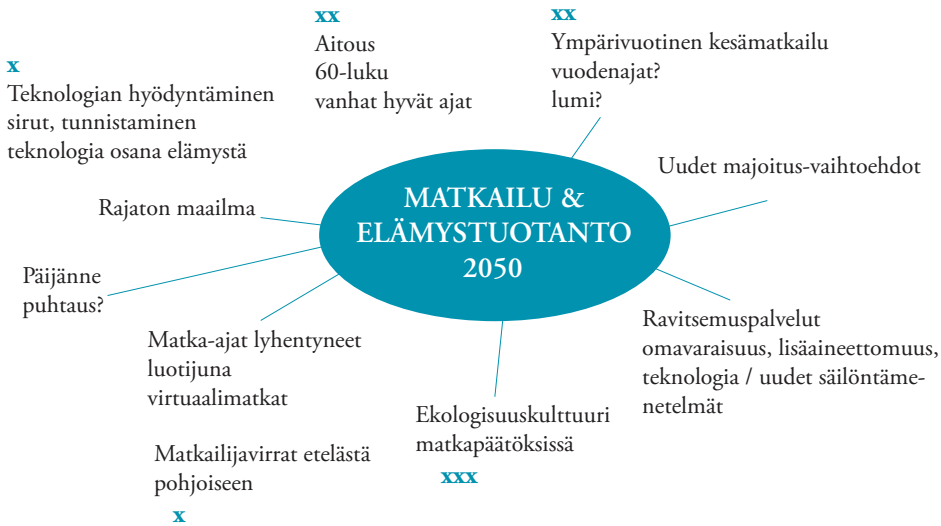 xx
Aitous
60-luku
vanhat hyvät ajat
xx
Ympärivuotinen kesämatkailu
vuodenajat?
lumi?
x
Teknologian hyödyntäminen
sirut, tunnistaminen
teknologia osana elämystä
Uudet majoitus-vaihtoehdot
MATKAILU &
ELÄMYSTUOTANTO
2050
Rajaton maailma
Päijänne
puhtaus?
Matka-ajat lyhentyneet
luotijuna
virtuaalimatkat
Ravitsemuspalvelut
omavaraisuus, lisäaineettomuus,
teknologia / uudet säilöntäme-
netelmät
Ekologisuuskulttuuri
matkapäätöksissä
xxx
Matkailijavirrat etelästä
pohjoiseen
x